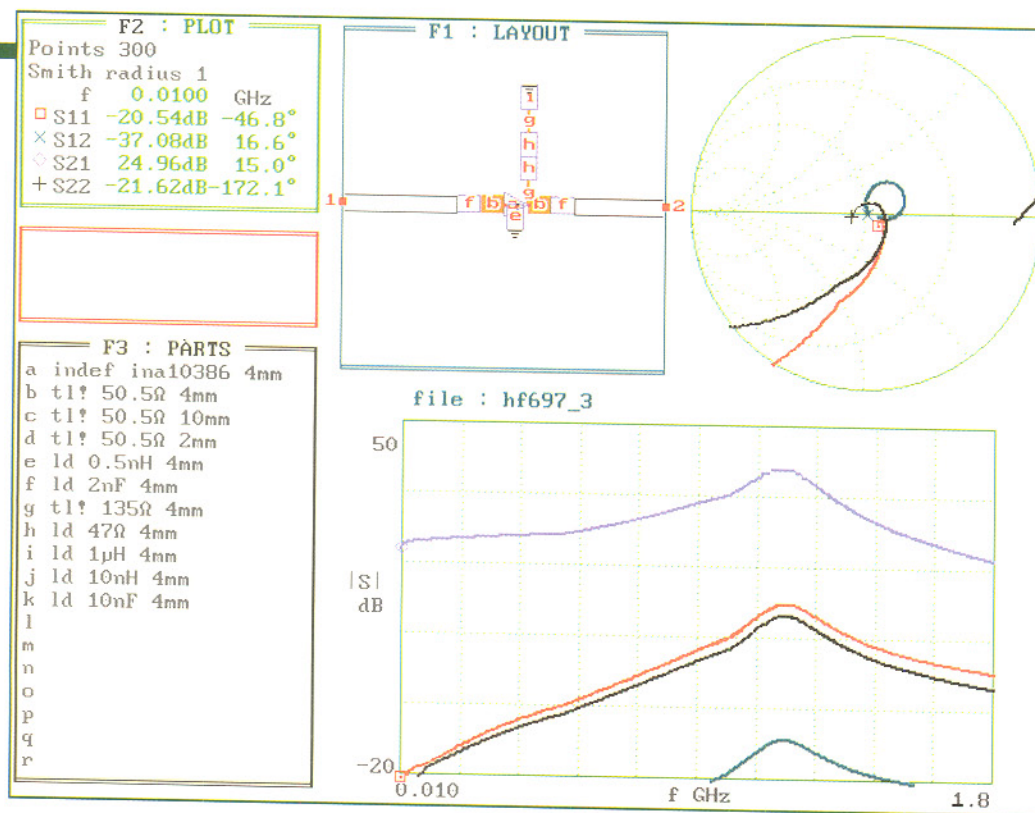 F2 : PLOT
Points 300
Smith radius 1
f 0.0100 GHz
S11 -20.54dB -46.8°
S12 -37.08dB 16.6°
S21 24.96dB 15.0°
S22 -21.62dB-172.1°
F1 : LAYOUT
1
g
h
h
g
1 f b a b f 2
e
F3 : PARTS
a indef ina10386 4mm
b tl! 50.5Ω 4mm
c tl! 50.5Ω 10mm
d tl! 50.5Ω 2mm
e ld 0.5nH 4mm
f ld 2nF 4mm
g tl! 135Ω 4mm
h ld 47Ω 4mm
i ld 1µH 4mm
j ld 10nH 4mm
k ld 10nF 4mm
l
m
n
o
p
q
r
file : hf697_3
50
|S|
dB
-20
0.010 f GHz 1.8